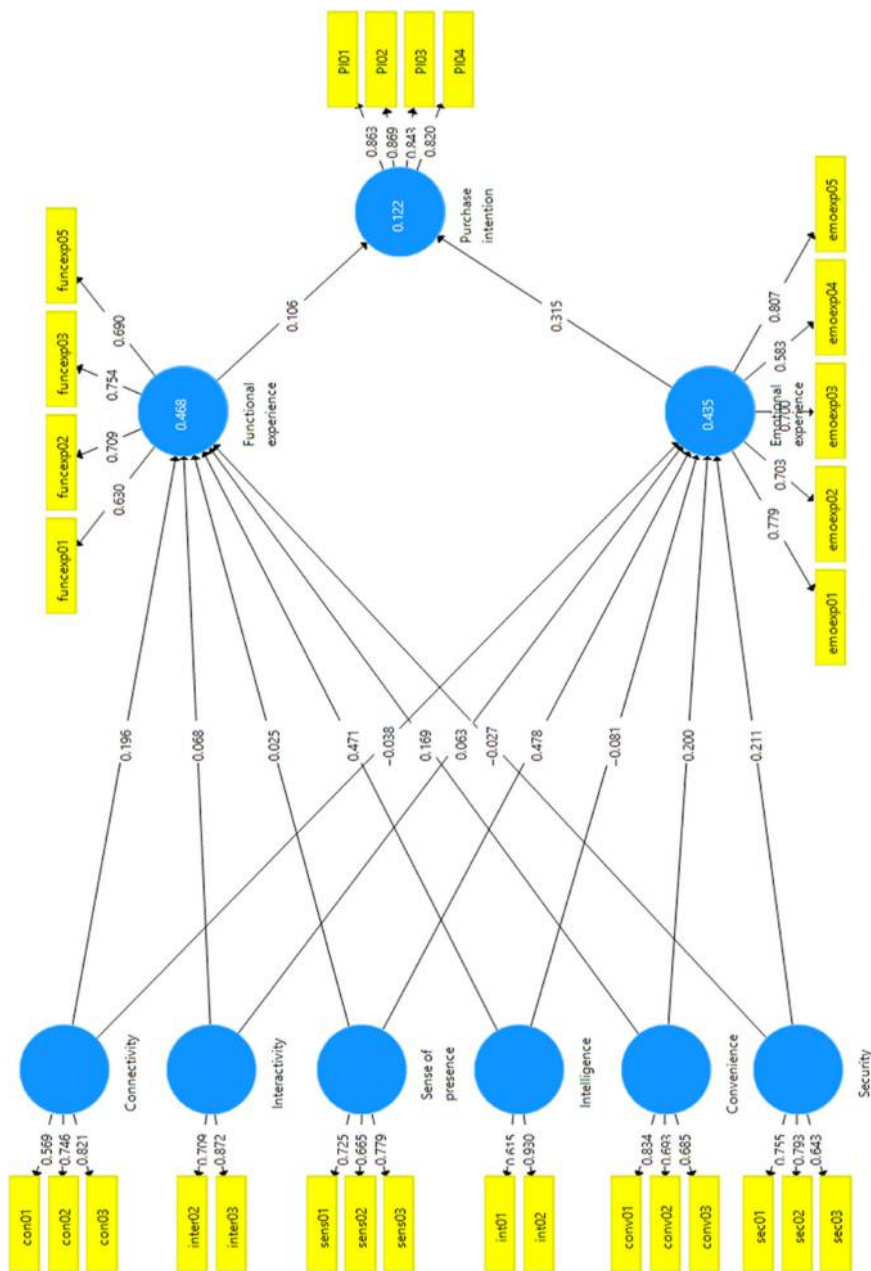 con01
con02
con03
0.569
0.746
0.821
Connectivity
inter02
inter03
0.709
0.872
Interactivity
sens01
sens02
sens03
0.725
0.665
0.779
Sense of
presence
int01
int02
0.615
0.930
Intelligence
conv01
conv02
conv03
0.834
0.693
0.685
Convenience
sec01
sec02
sec03
0.755
0.793
0.643
Security
0.196
0.068
0.025
−0.038
0.471
0.169
0.063
−0.027
0.478
−0.081
0.200
0.211
funcexp01
funcexp02
funcexp03
funcexp05
0.630
0.709
0.754
0.690
0.468
Functional
experience
0.106
emoexp01
emoexp02
emoexp03
emoexp04
emoexp05
0.779
0.703
0.700
0.583
0.807
0.435
Emotional
experience
0.315
0.122
Purchase
intention
0.863
0.869
0.843
0.820
PI01
PI02
PI03
PI04